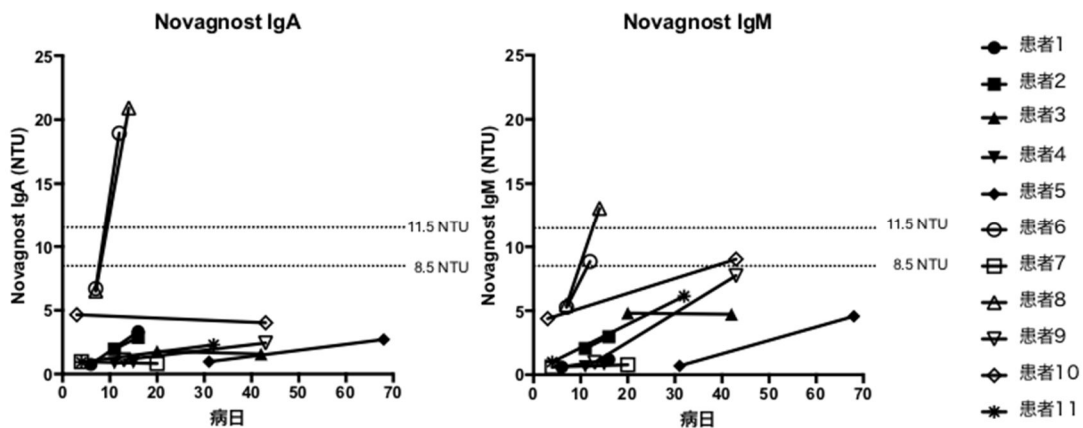 Novagnost IgA
Novagnost IgA (NTU)
25
20
15
10
5
0
11.5 NTU
8.5 NTU
0 10 20 30 40 50 60 70
病日
Novagnost IgM
Novagnost IgM (NTU)
25
20
15
10
5
0
11.5 NTU
8.5 NTU
0 10 20 30 40 50 60 70
病日
患者1
患者2
患者3
患者4
患者5
患者6
患者7
患者8
患者9
患者10
患者11